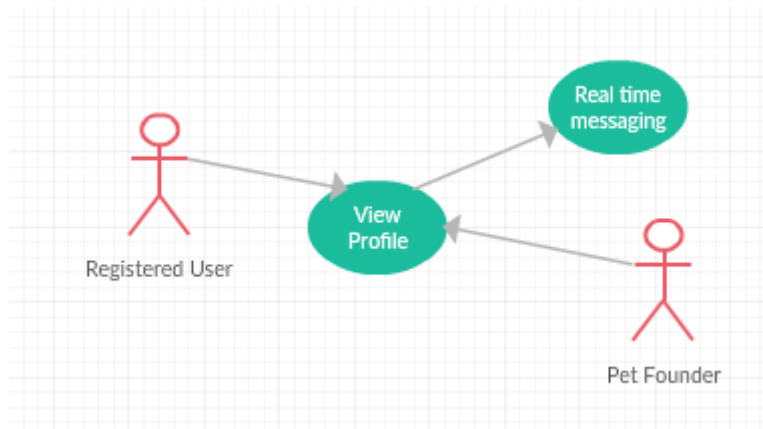 Real time
messaging
View
Profile
Registered User
Pet Founder